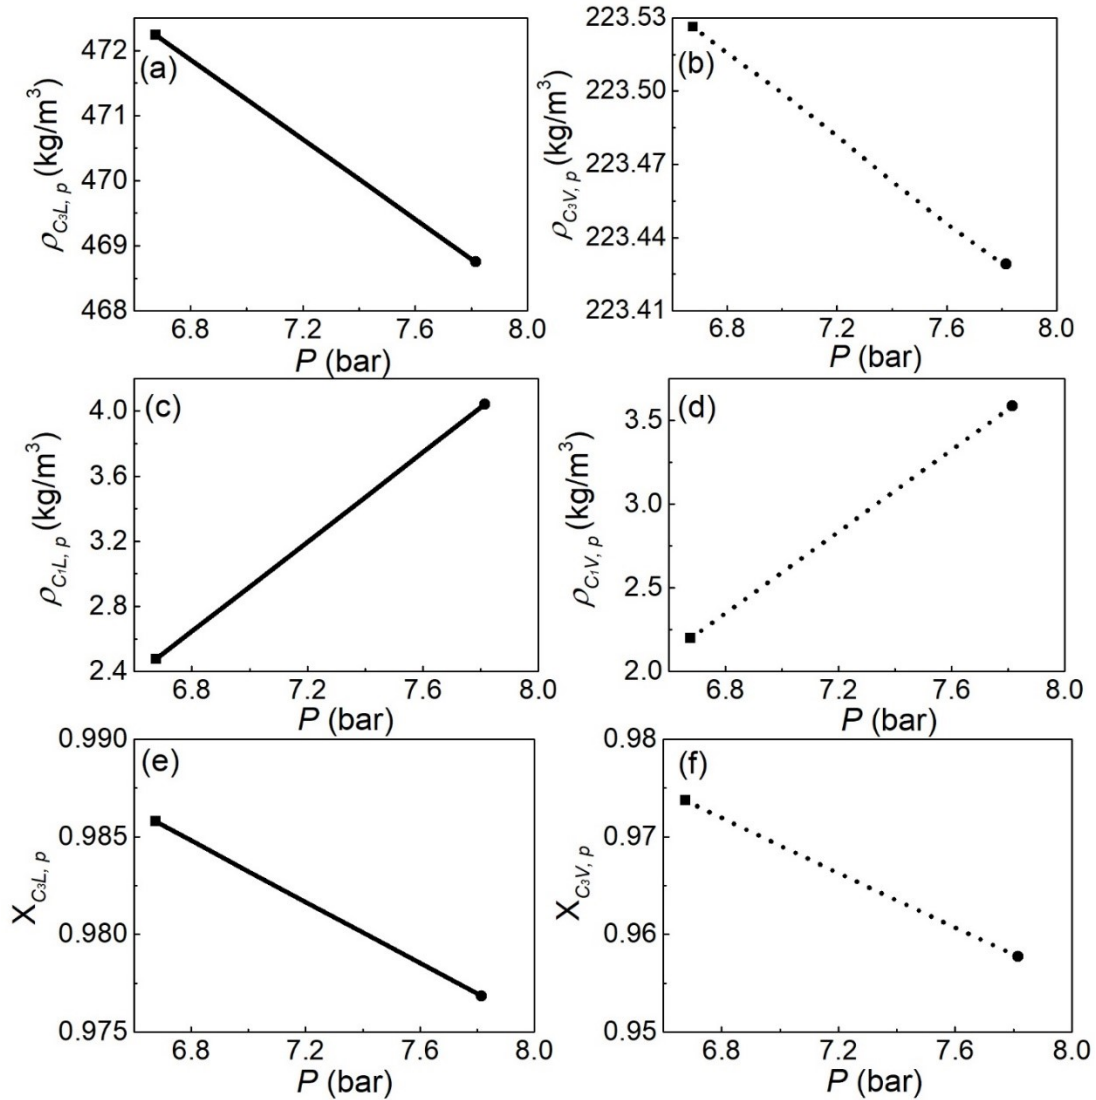 472
471
470
469
468
(a)
ρC₃L, p (kg/m³)
6.8 7.2 7.6 8.0
P (bar)
223.53
223.50
223.47
223.44
223.41
(b)
ρC₃V, p (kg/m³)
6.8 7.2 7.6 8.0
P (bar)
4.0
3.6
3.2
2.8
2.4
(c)
ρC₁L, p (kg/m³)
6.8 7.2 7.6 8.0
P (bar)
3.5
3.0
2.5
2.0
(d)
ρC₁V, p (kg/m³)
6.8 7.2 7.6 8.0
P (bar)
0.990
0.985
0.980
0.975
(e)
XC₃L, p
6.8 7.2 7.6 8.0
P (bar)
0.98
0.97
0.96
0.95
(f)
XC₃V, p
6.8 7.2 7.6 8.0
P (bar)